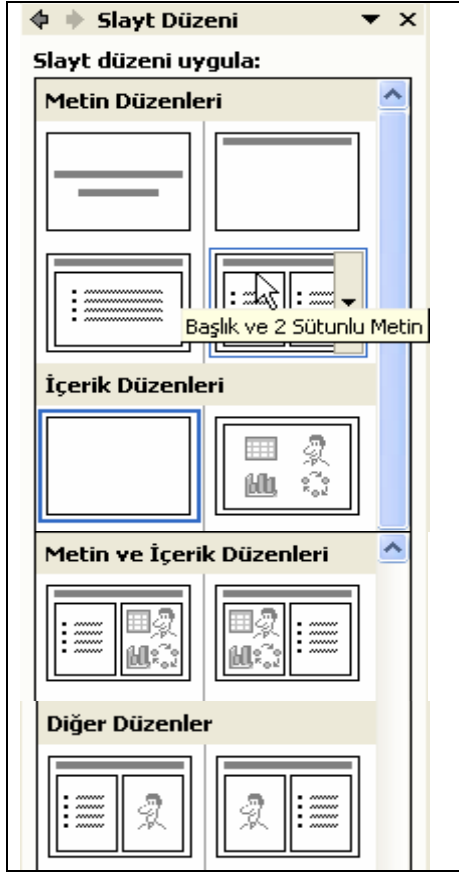 Slayt Düzeni
Slayt düzeni uygula:
Metin Düzenleri
Başlık ve 2 Sütunlu Metin
İçerik Düzenleri
Metin ve İçerik Düzenleri
Diğer Düzenler